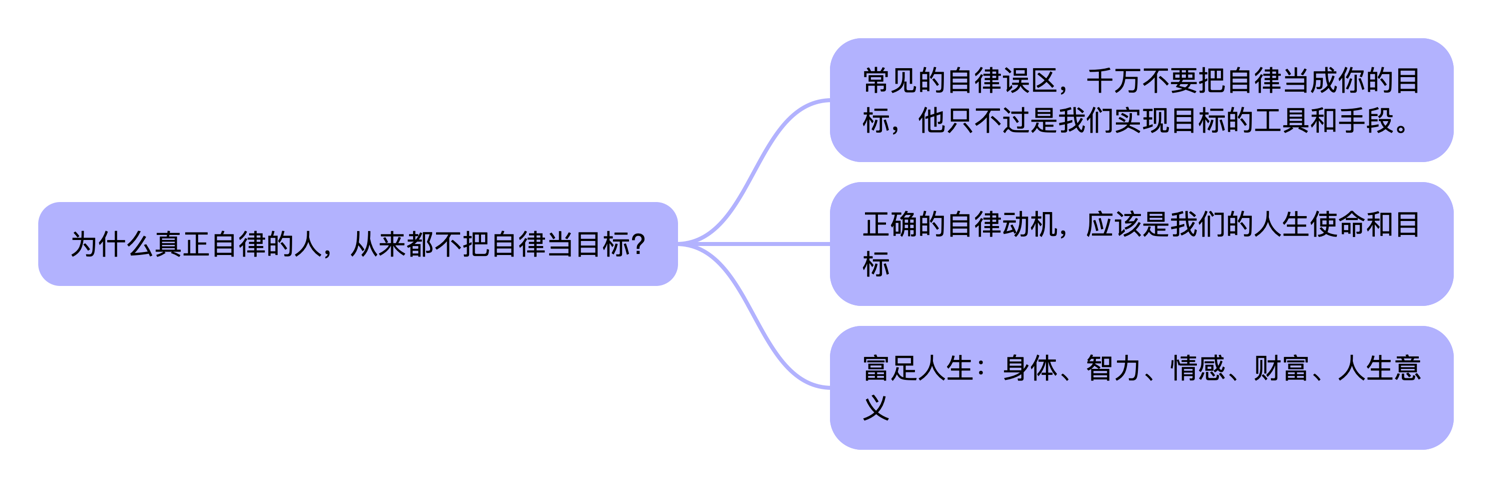 为什么真正自律的人，从来都不把自律当目标?
常见的自律误区，千万不要把自律当成你的目
标，他只不过是我们实现目标的工具和手段。
正确的自律动机，应该是我们的人生使命和目
标
富足人生：身体、智力、情感、财富、人生意
义